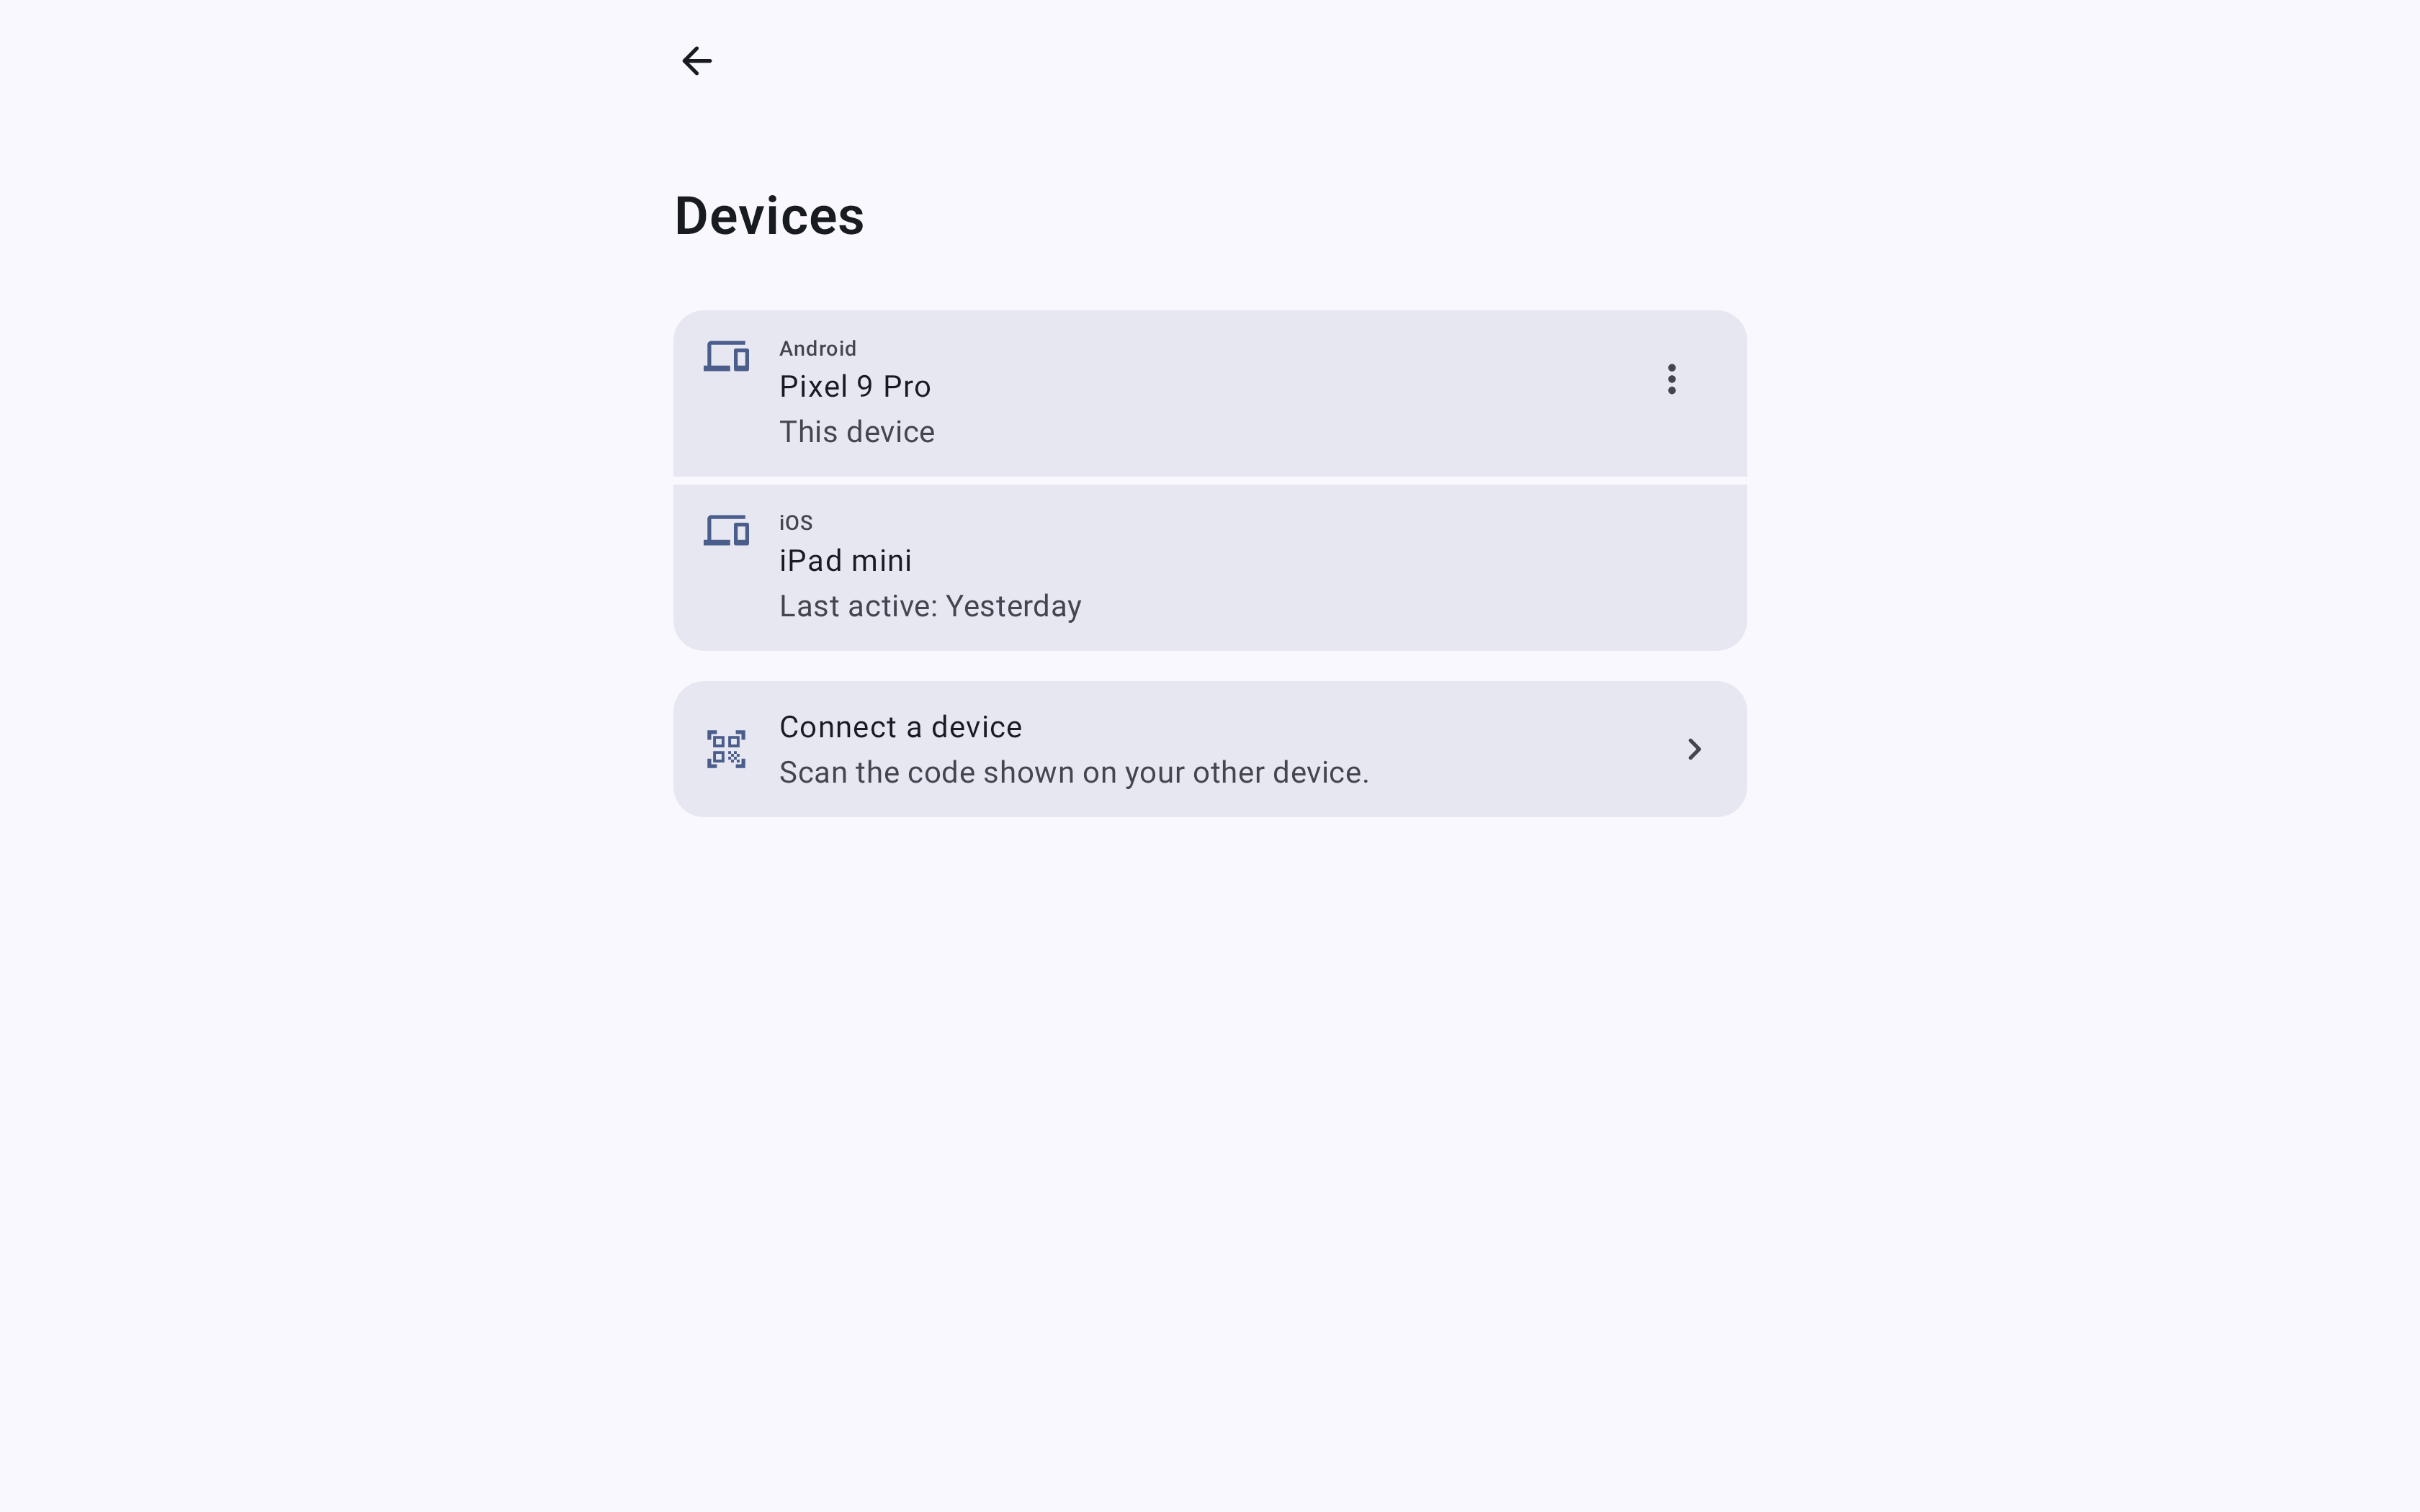 Devices
Android
Pixel 9 Pro
This device
iOS
iPad mini
Last active: Yesterday
Connect a device
Scan the code shown on your other device.